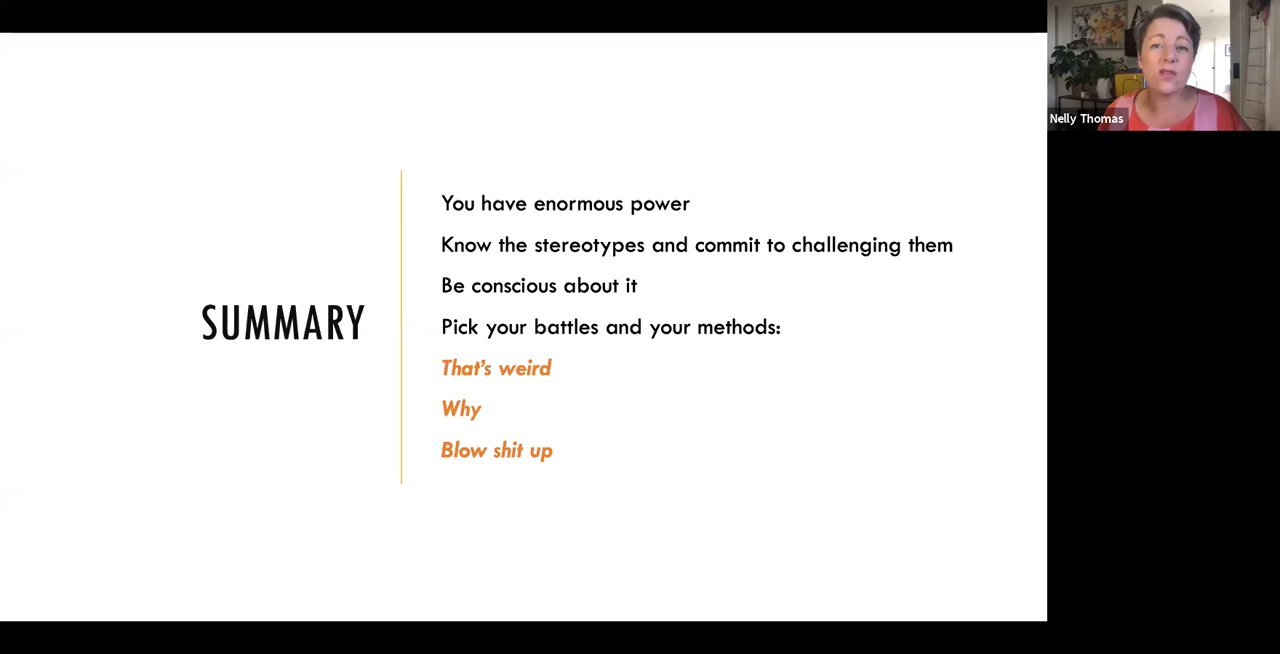 SUMMARY
You have enormous power
Know the stereotypes and commit to challenging them
Be conscious about it
Pick your battles and your methods:
That's weird
Why
Blow shit up
Nelly Thomas